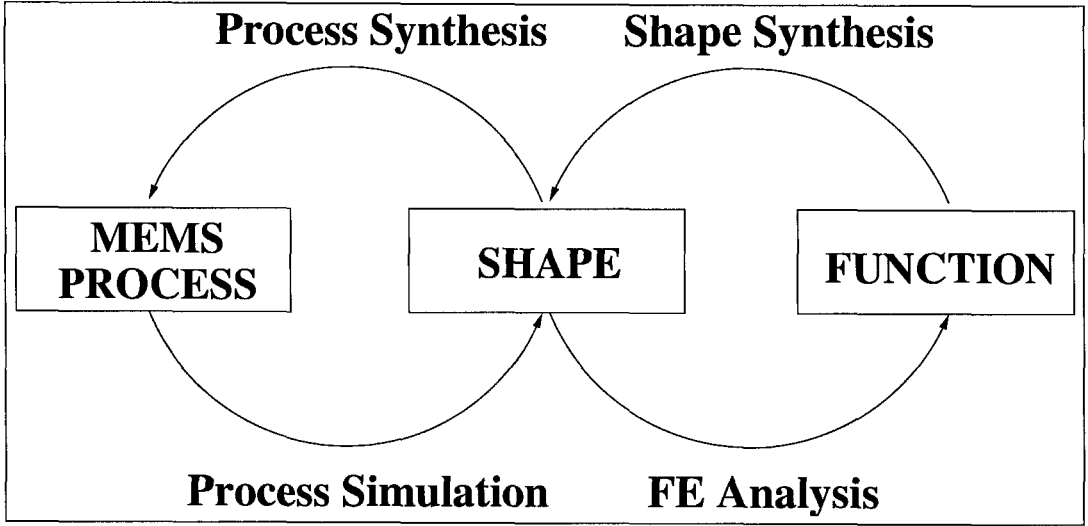 Process Synthesis
Shape Synthesis
MEMS
PROCESS
SHAPE
FUNCTION
Process Simulation
FE Analysis